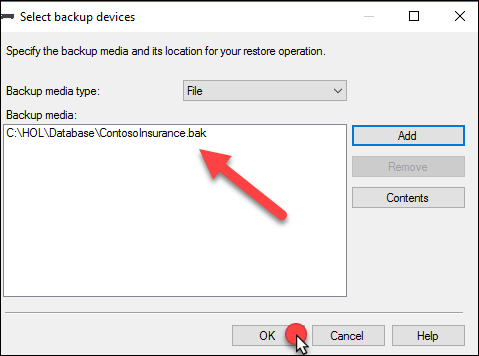 Select backup devices
Specify the backup media and its location for your restore operation.
Backup media type:
File
Backup media:
C:\HOL\Database\ContosoInsurance.bak
Add
Remove
Contents
OK
Cancel
Help